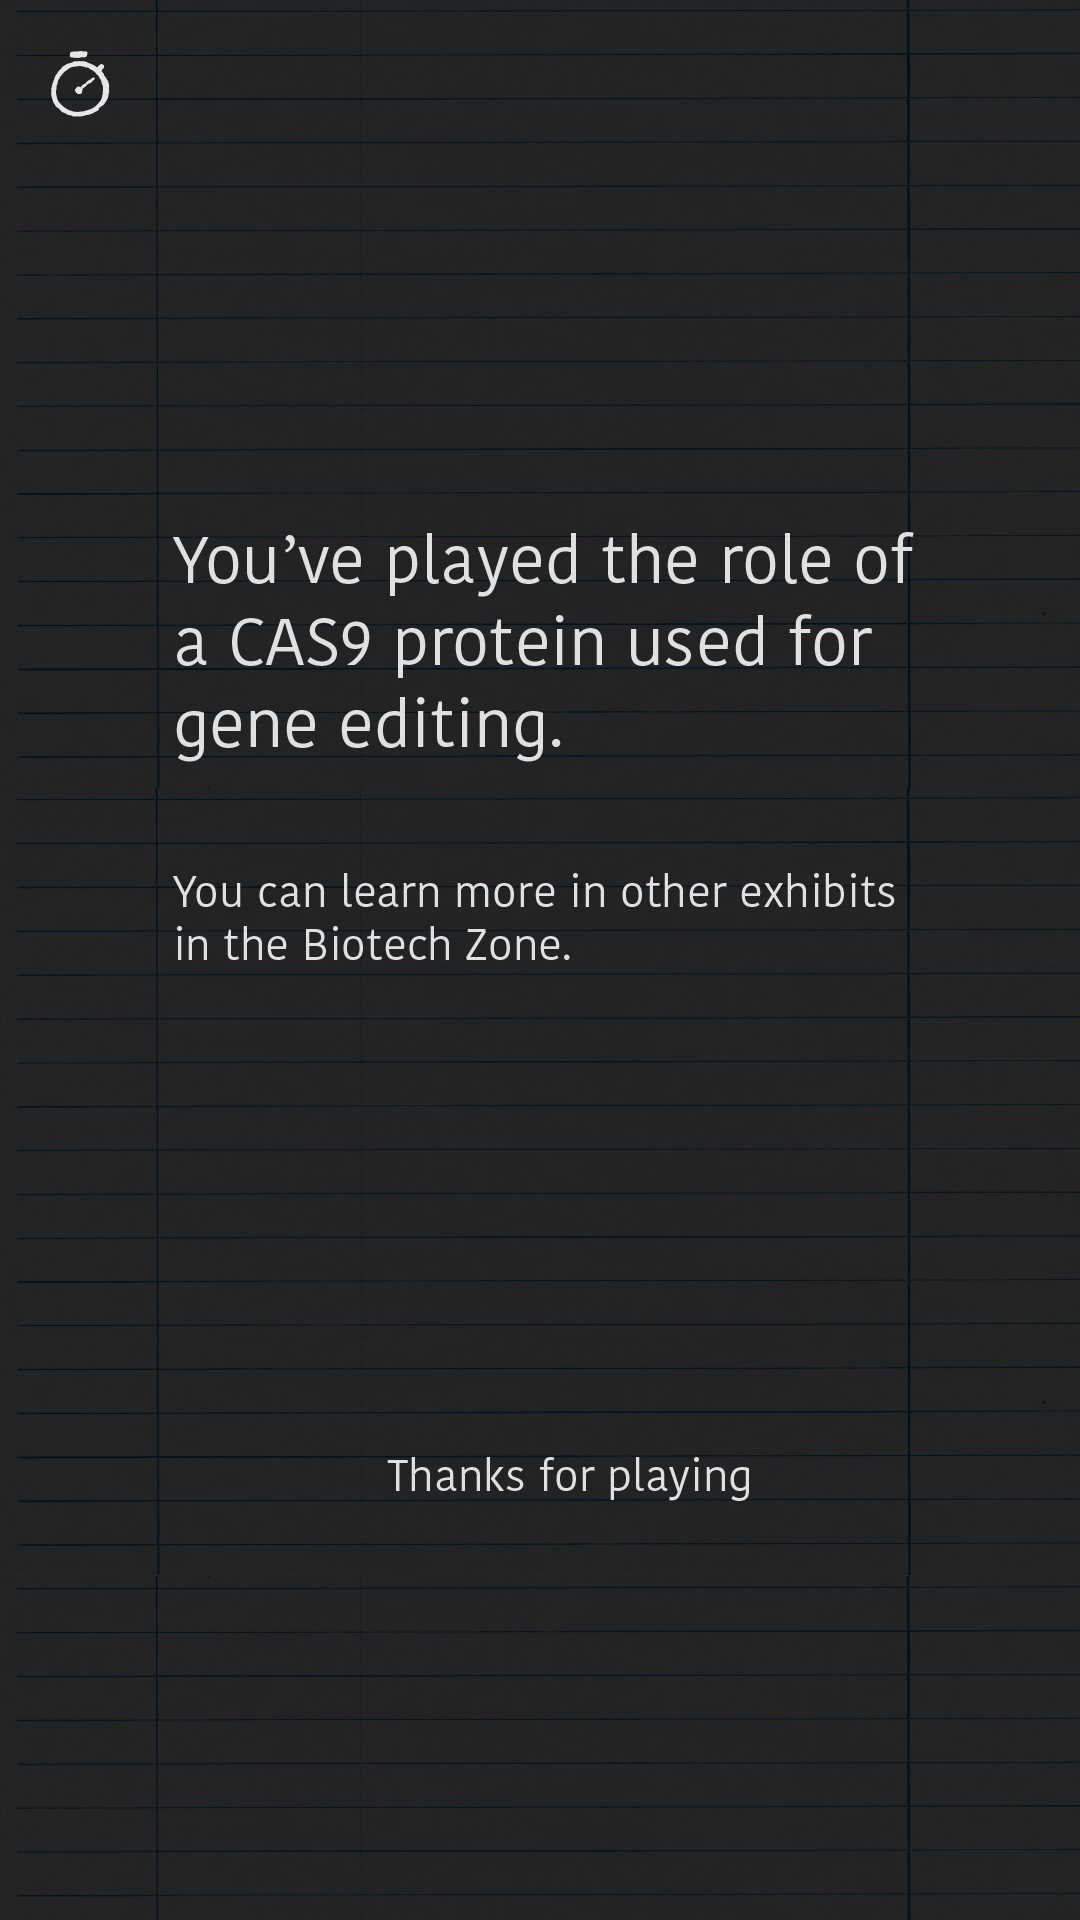 You’ve played the role of
a CAS9 protein used for
gene editing.
You can learn more in other exhibits
in the Biotech Zone.
Thanks for playing